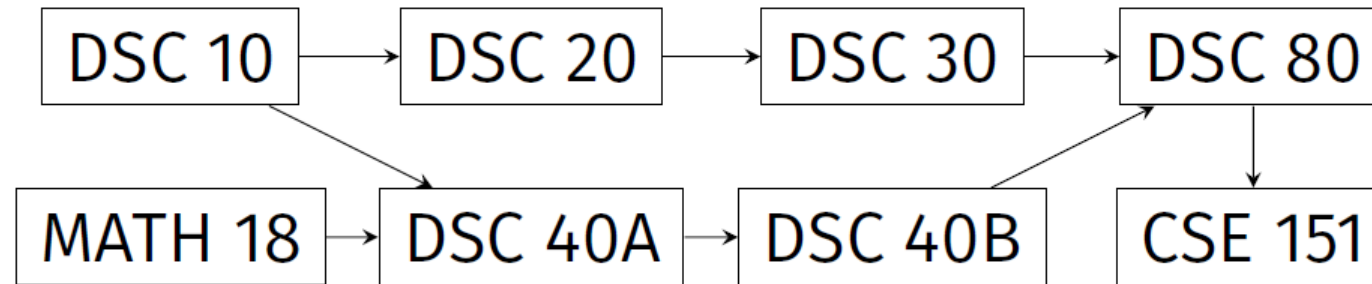 DSC 10 DSC 20 DSC 30 DSC 80
MATH 18 DSC 40A DSC 40B CSE 151